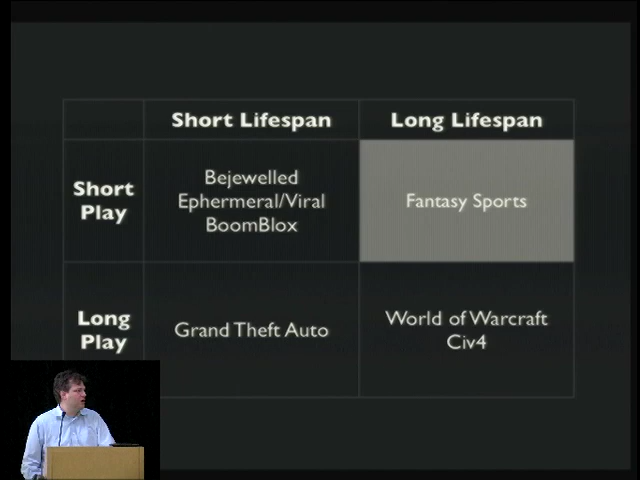 Short Lifespan
Long Lifespan
Short
Play
Bejewelled
Ephemeral/Viral
BoomBlox
Fantasy Sports
Long
Play
Grand Theft Auto
World of Warcraft
Civ4